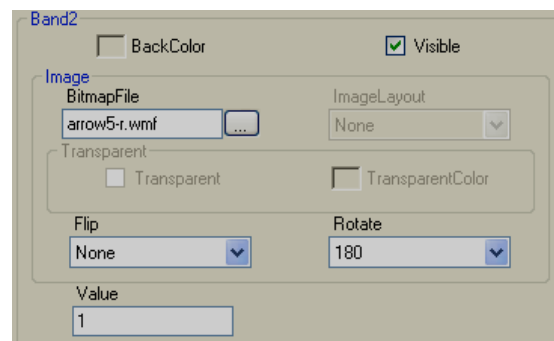 Band2
BackColor Visible
Image
BitmapFile ImageLayout
arrow5-r.wmf ... None
Transparent
Transparent TransparentColor
Flip Rotate
None 180
Value
1